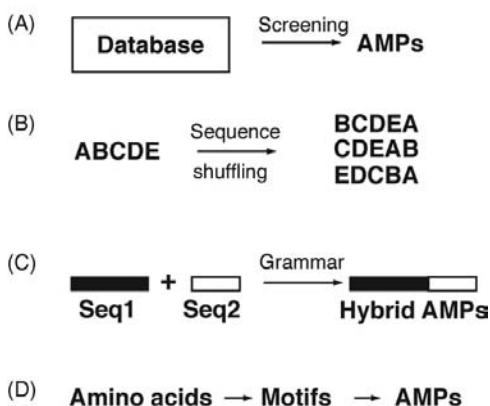 (A) Database Screening AMPs
(B) ABCDE Sequence shuffling BCDEA
CDEAB
EDCBA
(C) Seq1 + Seq2 Grammar Hybrid AMPs
(D) Amino acids → Motifs → AMPs